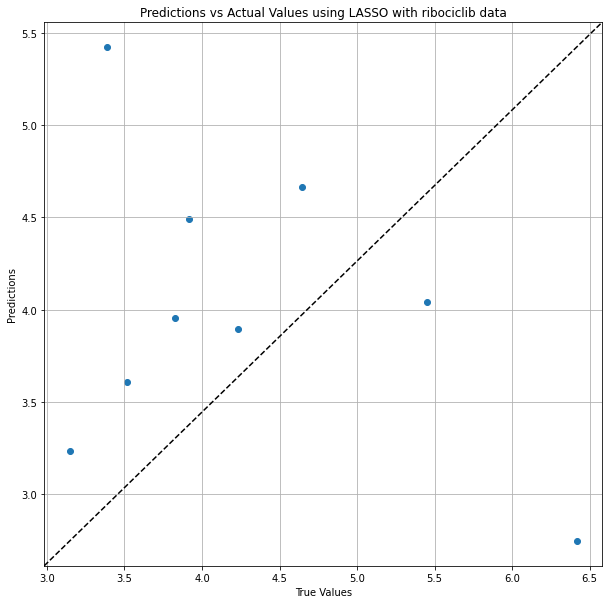 Predictions vs Actual Values using LASSO with ribociclib data
5.5
5.0
4.5
4.0
3.5
3.0
Predictions
3.0 3.5 4.0 4.5 5.0 5.5 6.0 6.5
True Values